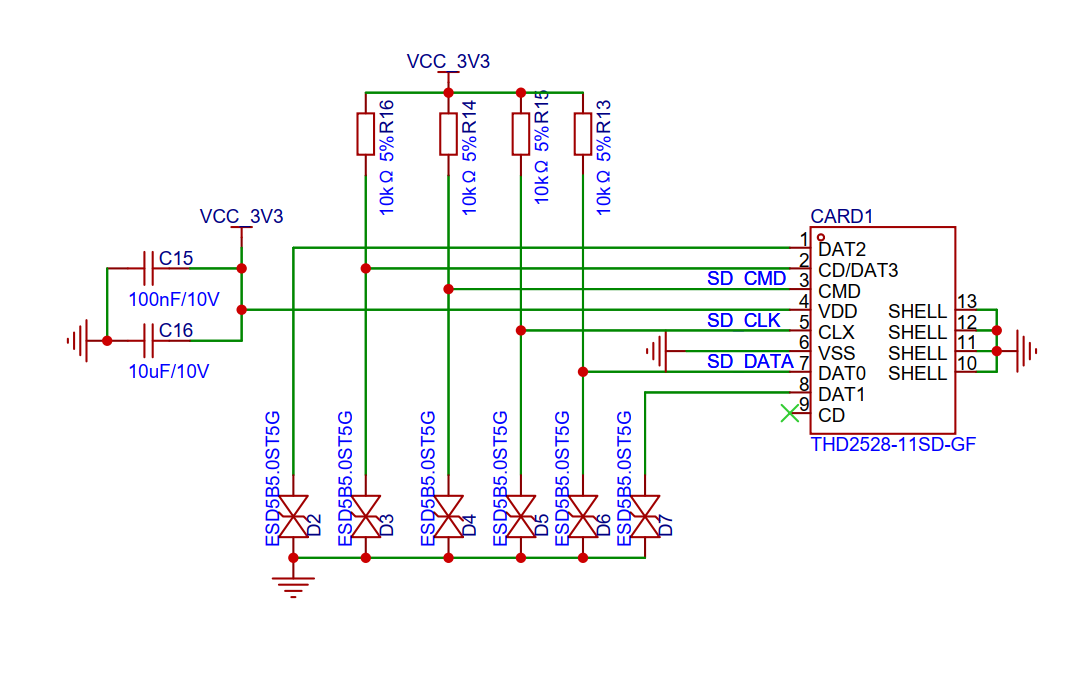 VCC_3V3
R16
10kΩ 5%
R14
10kΩ 5%
R15
10kΩ 5%
R13
10kΩ 5%
VCC_3V3
C15
100nF/10V
C16
10uF/10V
CARD1
1 DAT2
2 CD/DAT3
SD_CMD
3 CMD
4 VDD
SD_CLK
5 CLX
6 VSS
SD_DATA
7 DAT0
8 DAT1
9 CD
SHELL 13
SHELL 12
SHELL 11
SHELL 10
THD2528-11SD-GF
ESD5B5.0ST5G
D2
ESD5B5.0ST5G
D3
ESD5B5.0ST5G
D4
ESD5B5.0ST5G
D5
ESD5B5.0ST5G
D6
ESD5B5.0ST5G
D7